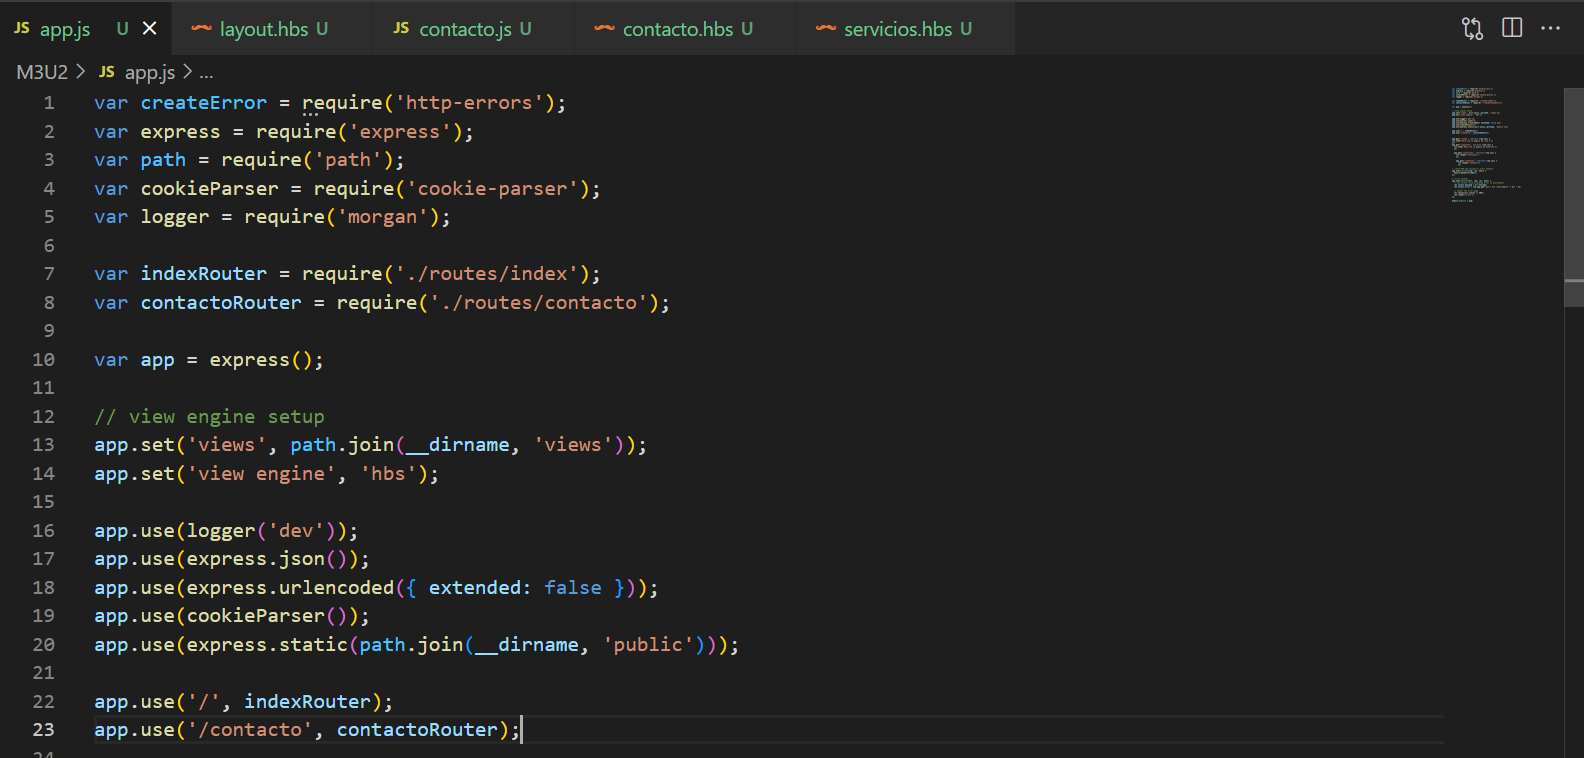 JS app.js U
layout.hbs U
JS contacto.js U
contacto.hbs U
servicios.hbs U
M3U2 > JS app.js > ...
1 var createError = require('http-errors');
2 var express = require('express');
3 var path = require('path');
4 var cookieParser = require('cookie-parser');
5 var logger = require('morgan');
6
7 var indexRouter = require('./routes/index');
8 var contactoRouter = require('./routes/contacto');
9
10 var app = express();
11
12 // view engine setup
13 app.set('views', path.join(__dirname, 'views'));
14 app.set('view engine', 'hbs');
15
16 app.use(logger('dev'));
17 app.use(express.json());
18 app.use(express.urlencoded({ extended: false }));
19 app.use(cookieParser());
20 app.use(express.static(path.join(__dirname, 'public')));
21
22 app.use('/', indexRouter);
23 app.use('/contacto', contactoRouter);
24